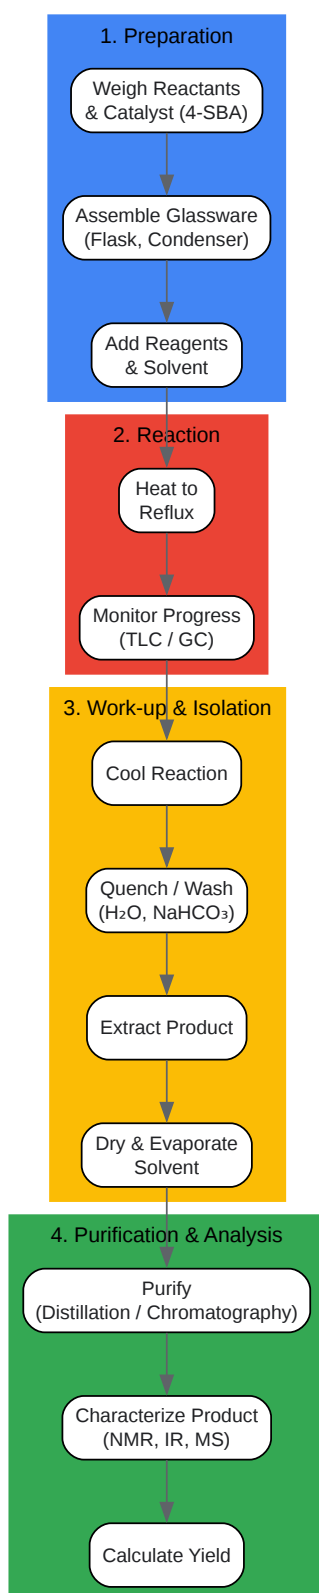 1. Preparation
Weigh Reactants
& Catalyst (4-SBA)
Assemble Glassware
(Flask, Condenser)
Add Reagents
& Solvent
2. Reaction
Heat to
Reflux
Monitor Progress
(TLC / GC)
3. Work-up & Isolation
Cool Reaction
Quench / Wash
(H₂O, NaHCO₃)
Extract Product
Dry & Evaporate
Solvent
4. Purification & Analysis
Purify
(Distillation / Chromatography)
Characterize Product
(NMR, IR, MS)
Calculate Yield